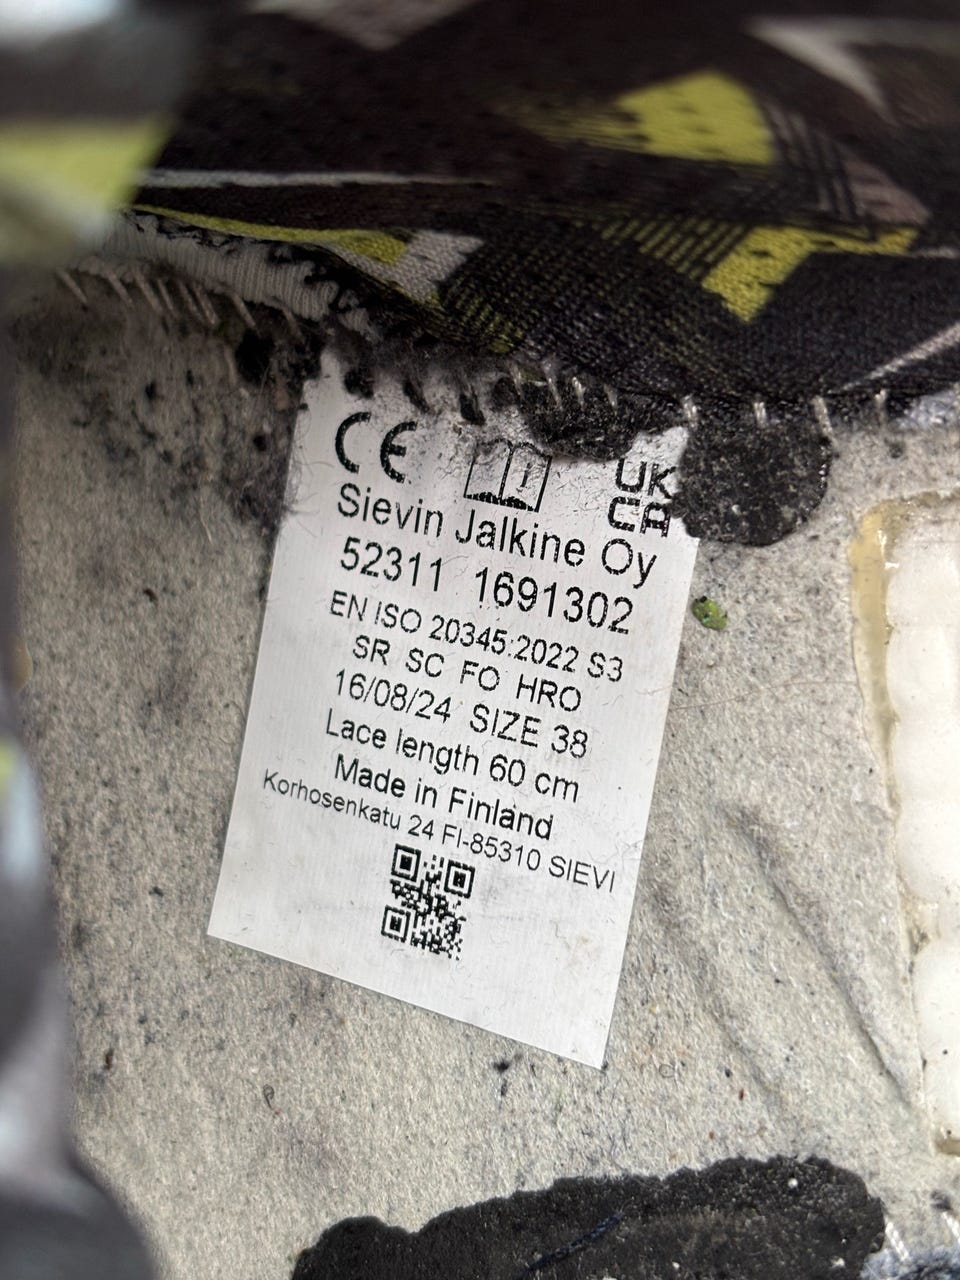 CE UK
CA
Sievin Jalkine Oy
52311 1691302
EN ISO 20345:2022 S3
SR SC FO HRO
16/08/24 SIZE 38
Lace length 60 cm
Made in Finland
Korhosenkatu 24 FI-85310 SIEVI